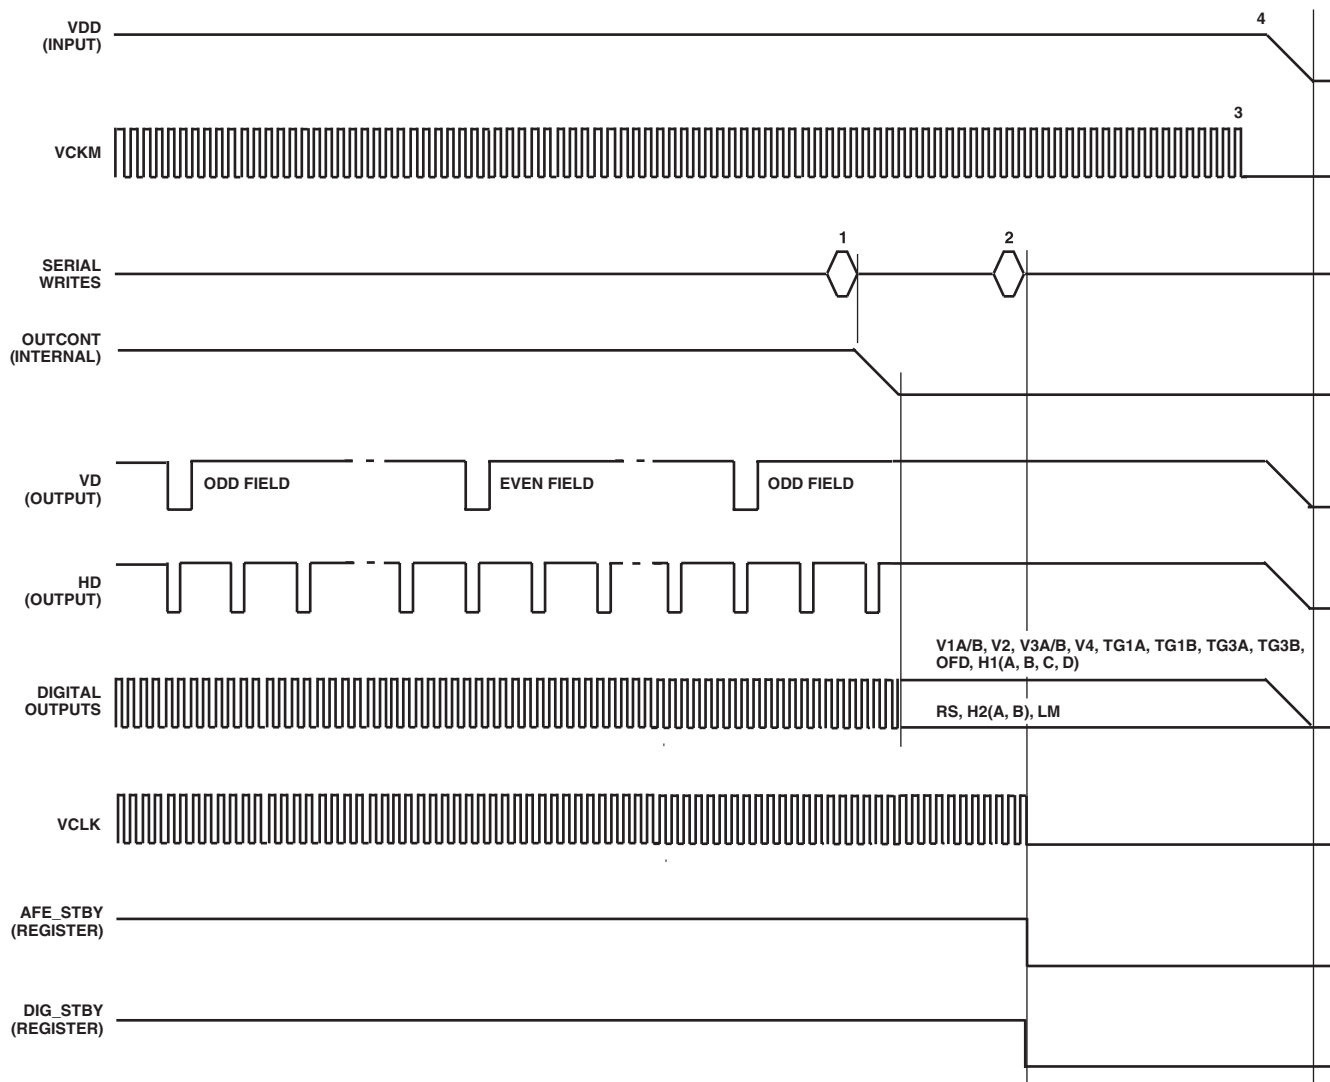 VDD
(INPUT)
4
VCKM
3
SERIAL
WRITES
1
2
OUTCONT
(INTERNAL)
VD
(OUTPUT)
ODD FIELD
EVEN FIELD
ODD FIELD
HD
(OUTPUT)
V1A/B, V2, V3A/B, V4, TG1A, TG1B, TG3A, TG3B,
OFD, H1(A, B, C, D)
DIGITAL
OUTPUTS
RS, H2(A, B), LM
VCLK
AFE_STBY
(REGISTER)
DIG_STBY
(REGISTER)